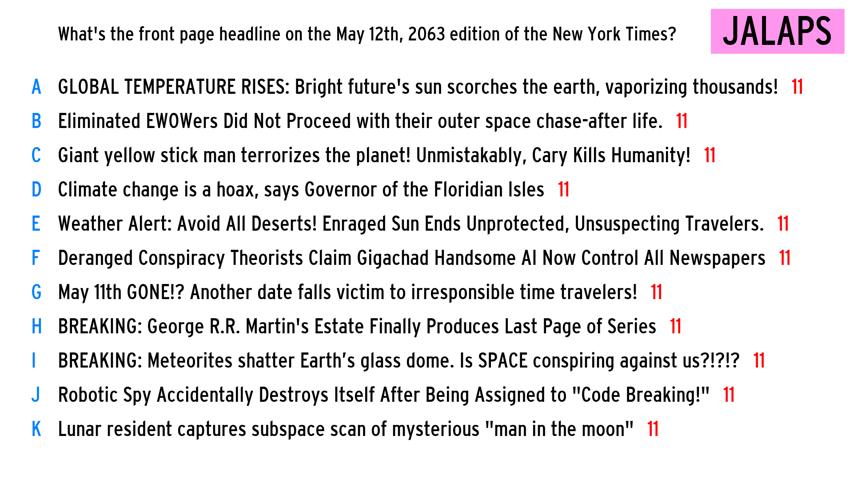 What's the front page headline on the May 12th, 2063 edition of the New York Times?
JALAPS
A GLOBAL TEMPERATURE RISES: Bright future's sun scorches the earth, vaporizing thousands! 11
B Eliminated EWOWers Did Not Proceed with their outer space chase-after life. 11
C Giant yellow stick man terrorizes the planet! Unmistakably, Cary Kills Humanity! 11
D Climate change is a hoax, says Governor of the Floridian Isles 11
E Weather Alert: Avoid All Deserts! Enraged Sun Ends Unprotected, Unsuspecting Travelers. 11
F Deranged Conspiracy Theorists Claim Gigachad Handsome AI Now Control All Newspapers 11
G May 11th GONE!? Another date falls victim to irresponsible time travelers! 11
H BREAKING: George R.R. Martin's Estate Finally Produces Last Page of Series 11
I BREAKING: Meteorites shatter Earth’s glass dome. Is SPACE conspiring against us?!?!? 11
J Robotic Spy Accidentally Destroys Itself After Being Assigned to "Code Breaking!" 11
K Lunar resident captures subspace scan of mysterious "man in the moon" 11